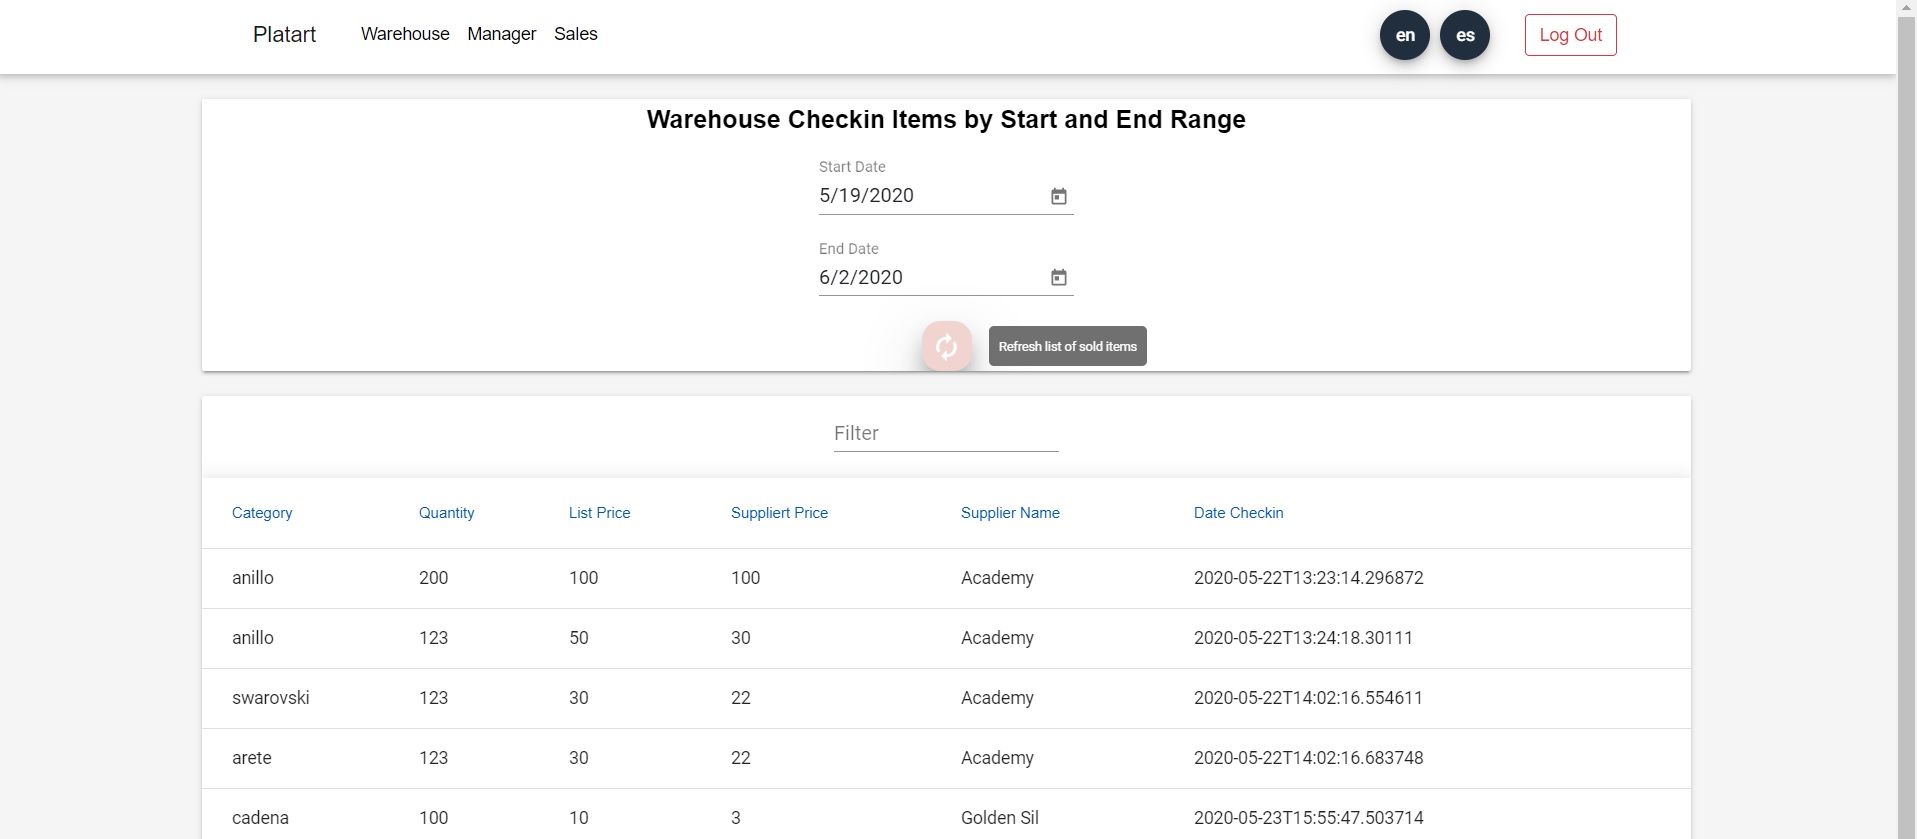 Platart Warehouse Manager Sales en es Log Out
Warehouse Checkin Items by Start and End Range
Start Date
5/19/2020
End Date
6/2/2020
Refresh list of sold items
Filter
Category Quantity List Price Suppliert Price Supplier Name Date Checkin
anillo 200 100 100 Academy 2020-05-22T13:23:14.296872
anillo 123 50 30 Academy 2020-05-22T13:24:18.30111
swarovski 123 30 22 Academy 2020-05-22T14:02:16.554611
arete 123 30 22 Academy 2020-05-22T14:02:16.683748
cadena 100 10 3 Golden Sil 2020-05-23T15:55:47.503714